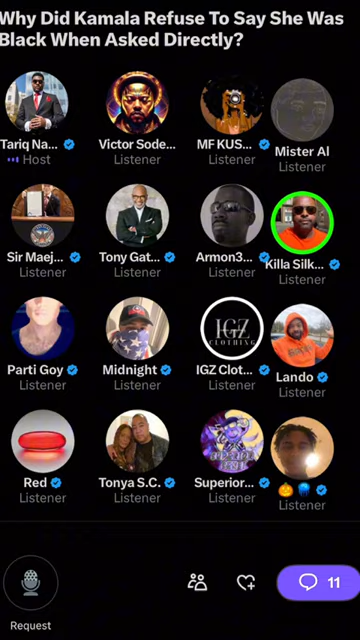 Why Did Kamala Refuse To Say She Was
Black When Asked Directly?
Tariq Na... Victor Sode... MF KUS... Mister Al
Host Listener Listener Listener
Sir Maej... Tony Gat... Armon3... Killa Silk...
Listener Listener Listener Listener
Parti Goy Midnight IGZ Clot... Lando
Listener Listener Listener Listener
IGZ
CLOTHING
Red Tonya S.C. Superior...
Listener Listener Listener Listener
11
Request